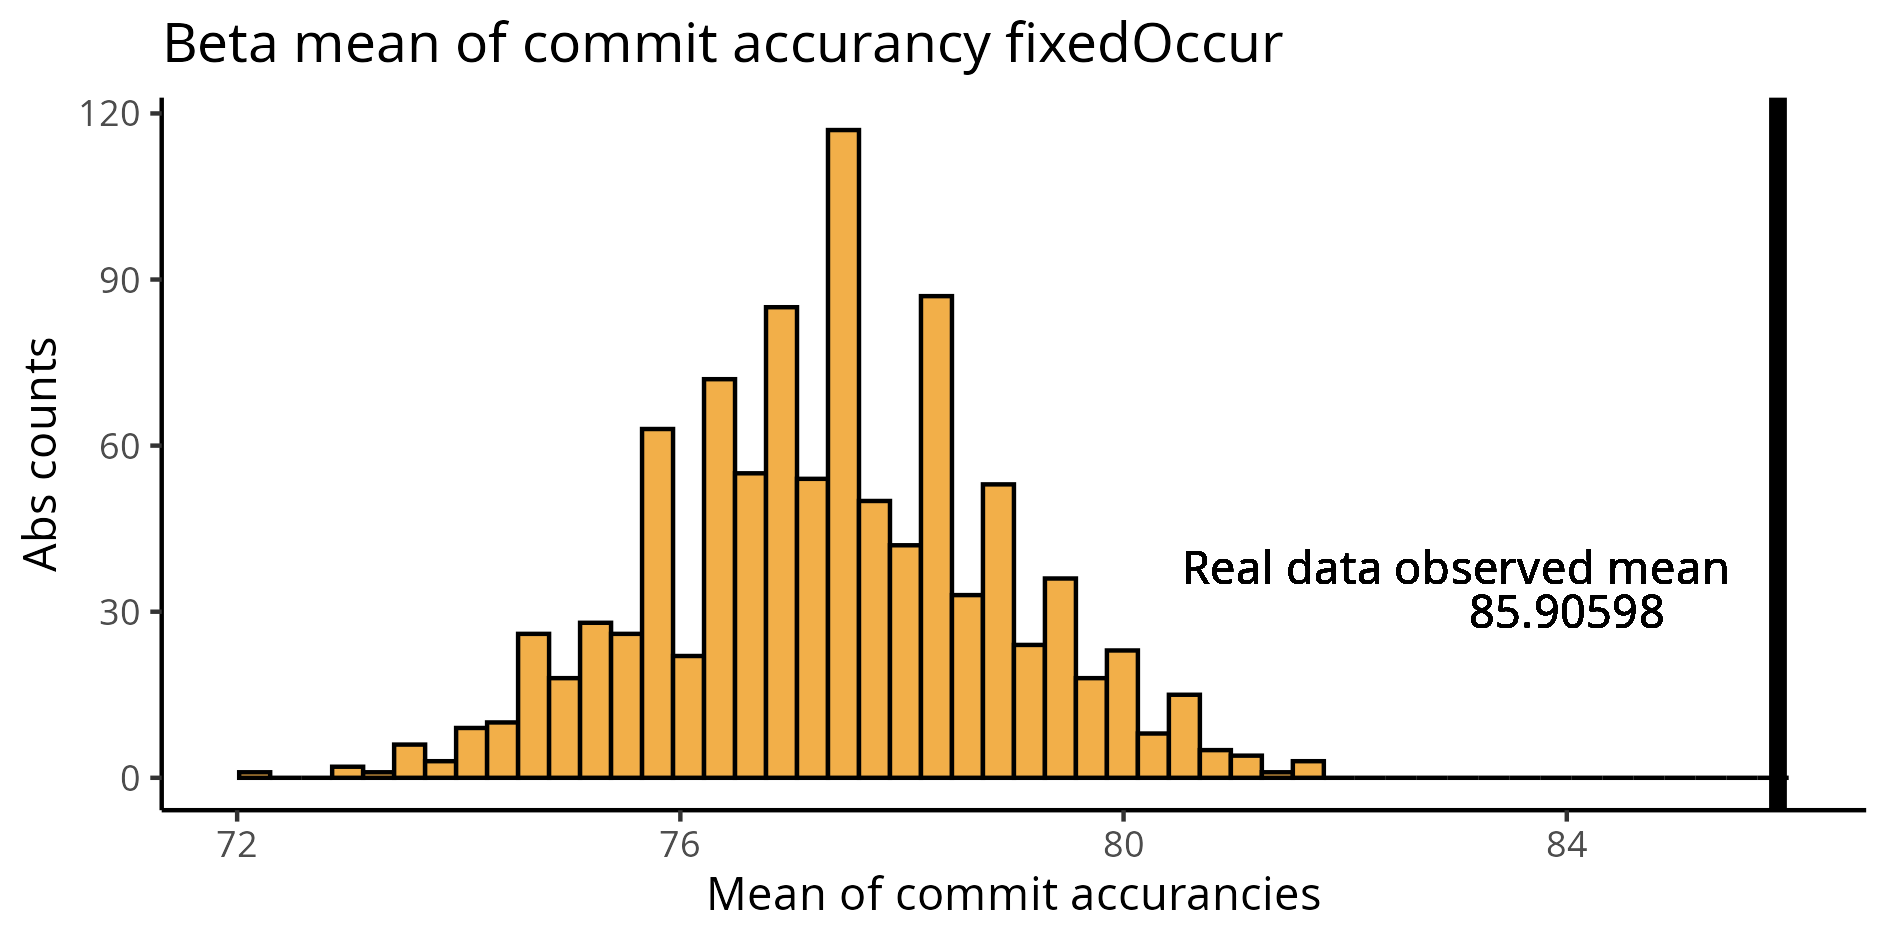 Beta mean of commit accurancy fixedOccur
120
90
60
30
0
Abs counts
Real data observed mean
85.90598
72 76 80 84
Mean of commit accurancies